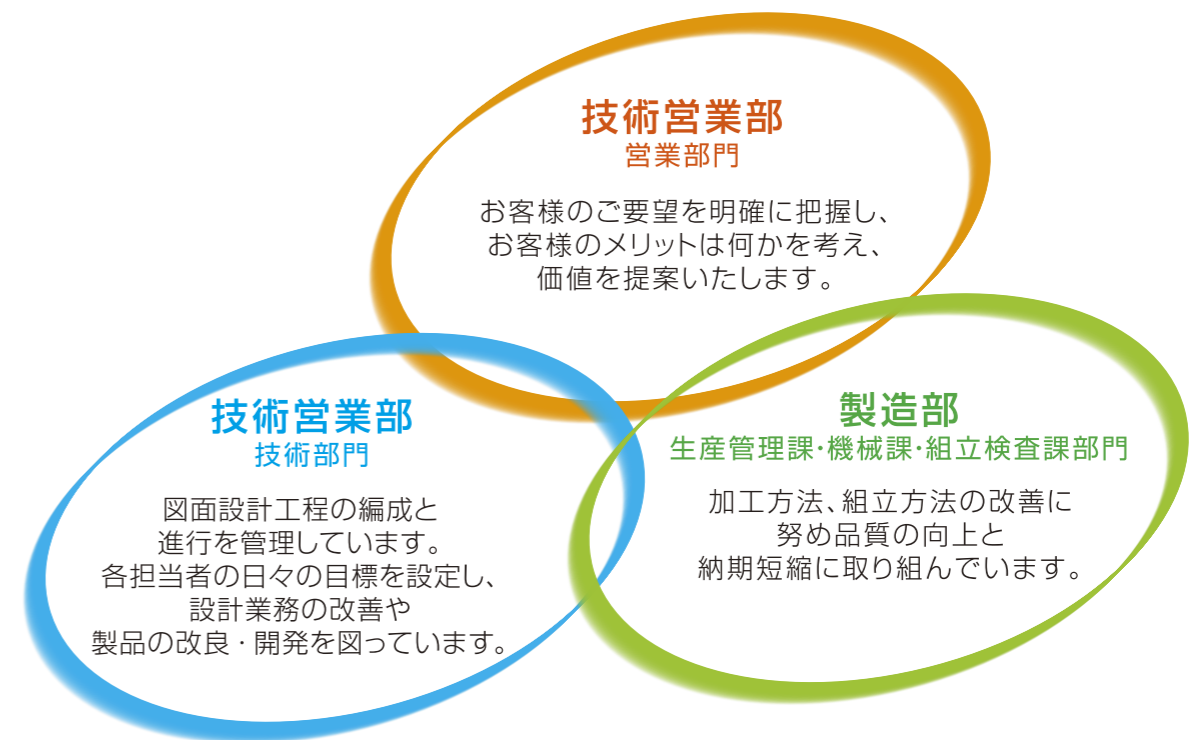 技術営業部
営業部門
お客様のご要望を明確に把握し、
お客様のメリットは何かを考え、
価値を提案いたします。
技術営業部
技術部門
図面設計工程の編成と
進行を管理しています。
各担当者の日々の目標を設定し、
設計業務の改善や
製品の改良・開発を図っています。
製造部
生産管理課・機械課・組立検査課部門
加工方法、組立方法の改善に
努め品質の向上と
納期短縮に取り組んでいます。